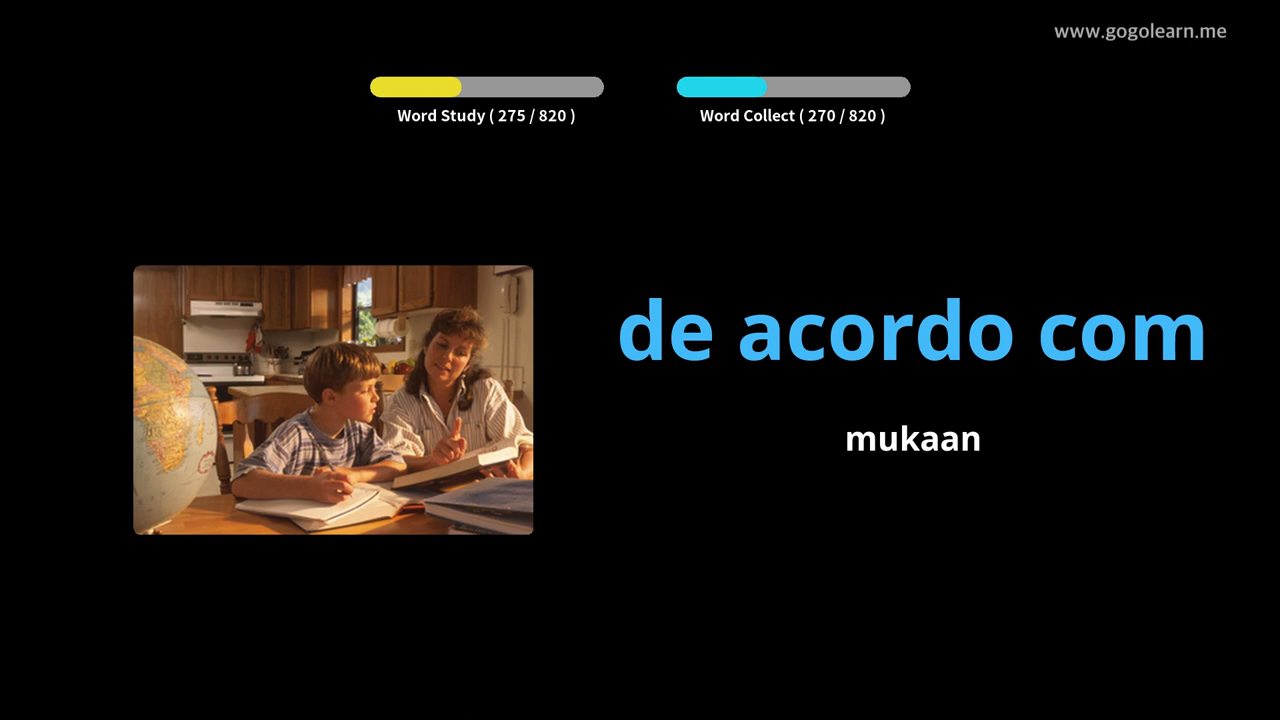 www.gogolearn.me
Word Study ( 275 / 820 )
Word Collect ( 270 / 820 )
de acordo com
mukaan